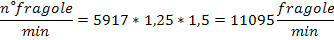 n°fragole/min = 5917 * 1,25 * 1,5 = 11095 fragole/min